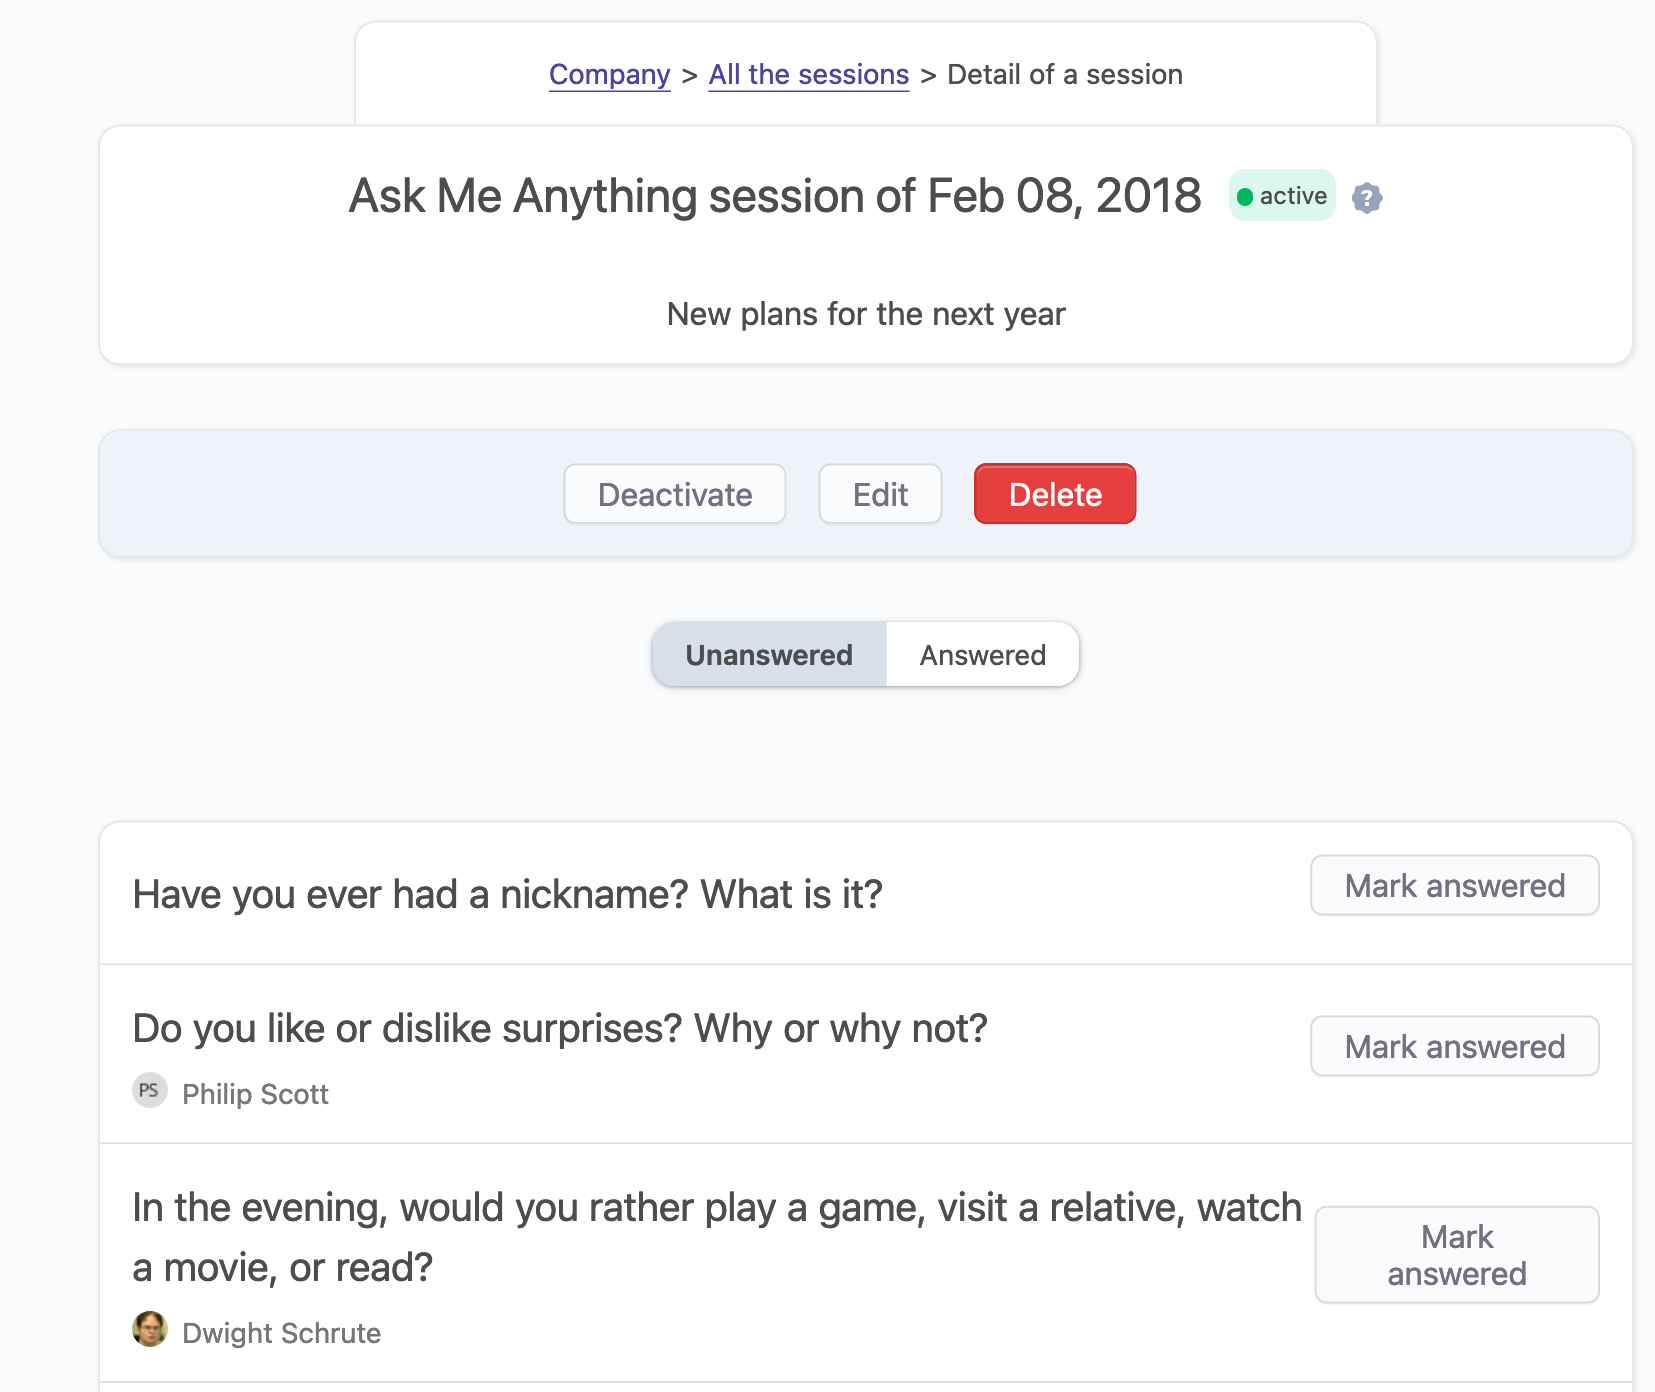 Company > All the sessions > Detail of a session
Ask Me Anything session of Feb 08, 2018 active ?
New plans for the next year
Deactivate Edit Delete
Unanswered Answered
Have you ever had a nickname? What is it? Mark answered
Do you like or dislike surprises? Why or why not? Mark answered
PS Philip Scott
In the evening, would you rather play a game, visit a relative, watch
a movie, or read?
Mark
answered
Dwight Schrute